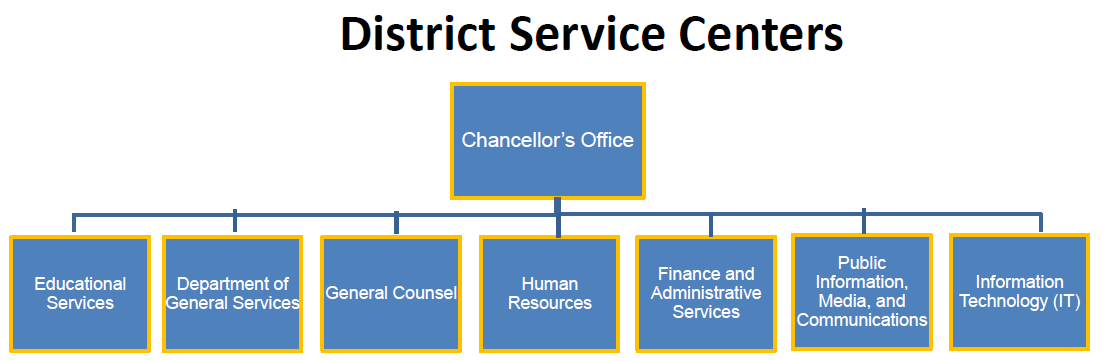 District Service Centers
Chancellor's Office
Educational
Services
Department of
General Services
General Counsel
Human
Resources
Finance and
Administrative
Services
Public
Information,
Media, and
Communications
Information
Technology (IT)